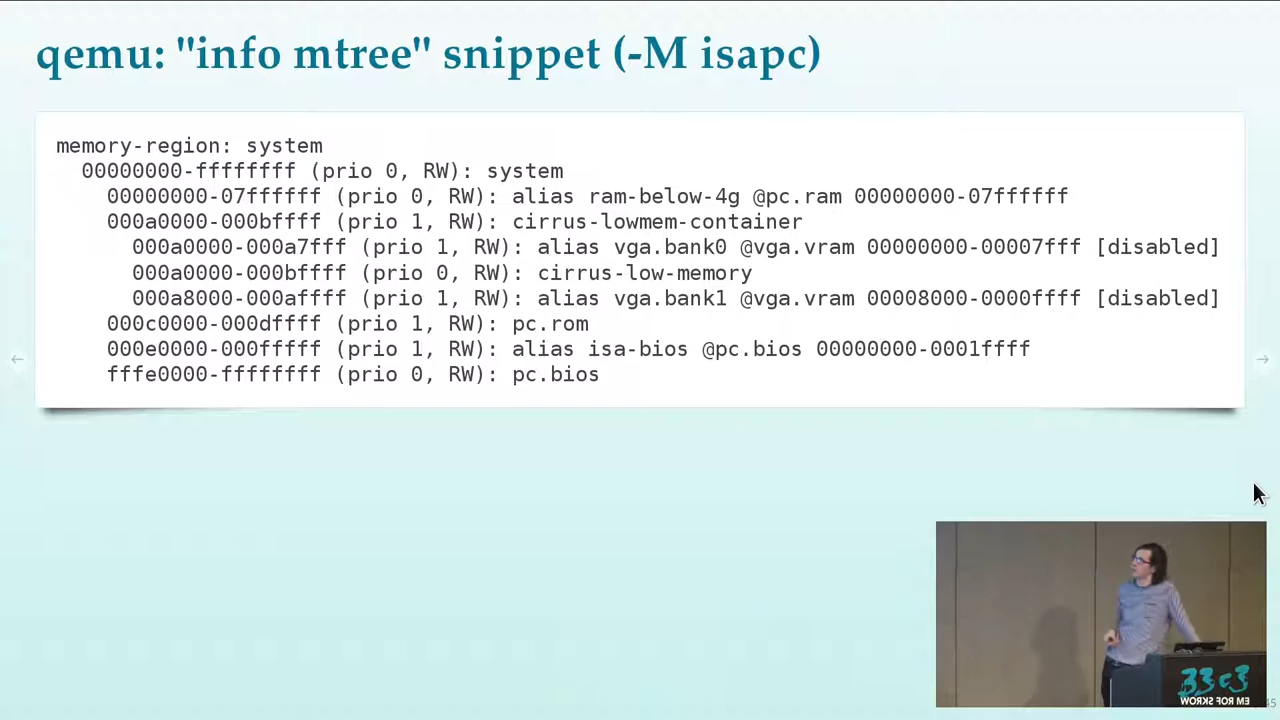 qemu: "info mtree" snippet (-M isapc)
memory-region: system
00000000-ffffffff (prio 0, RW): system
00000000-07ffffff (prio 0, RW): alias ram-below-4g @pc.ram 00000000-07ffffff
000a0000-000bffff (prio 1, RW): cirrus-lowmem-container
000a0000-000a7fff (prio 1, RW): alias vga.bank0 @vga.vram 00000000-00007fff [disabled]
000a0000-000bffff (prio 0, RW): cirrus-low-memory
000a8000-000affff (prio 1, RW): alias vga.bank1 @vga.vram 00008000-0000ffff [disabled]
000c0000-000dffff (prio 1, RW): pc.rom
000e0000-000fffff (prio 1, RW): alias isa-bios @pc.bios 00000000-0001ffff
fffe0000-ffffffff (prio 0, RW): pc.bios
← →
33c3
WORKS FOR ME